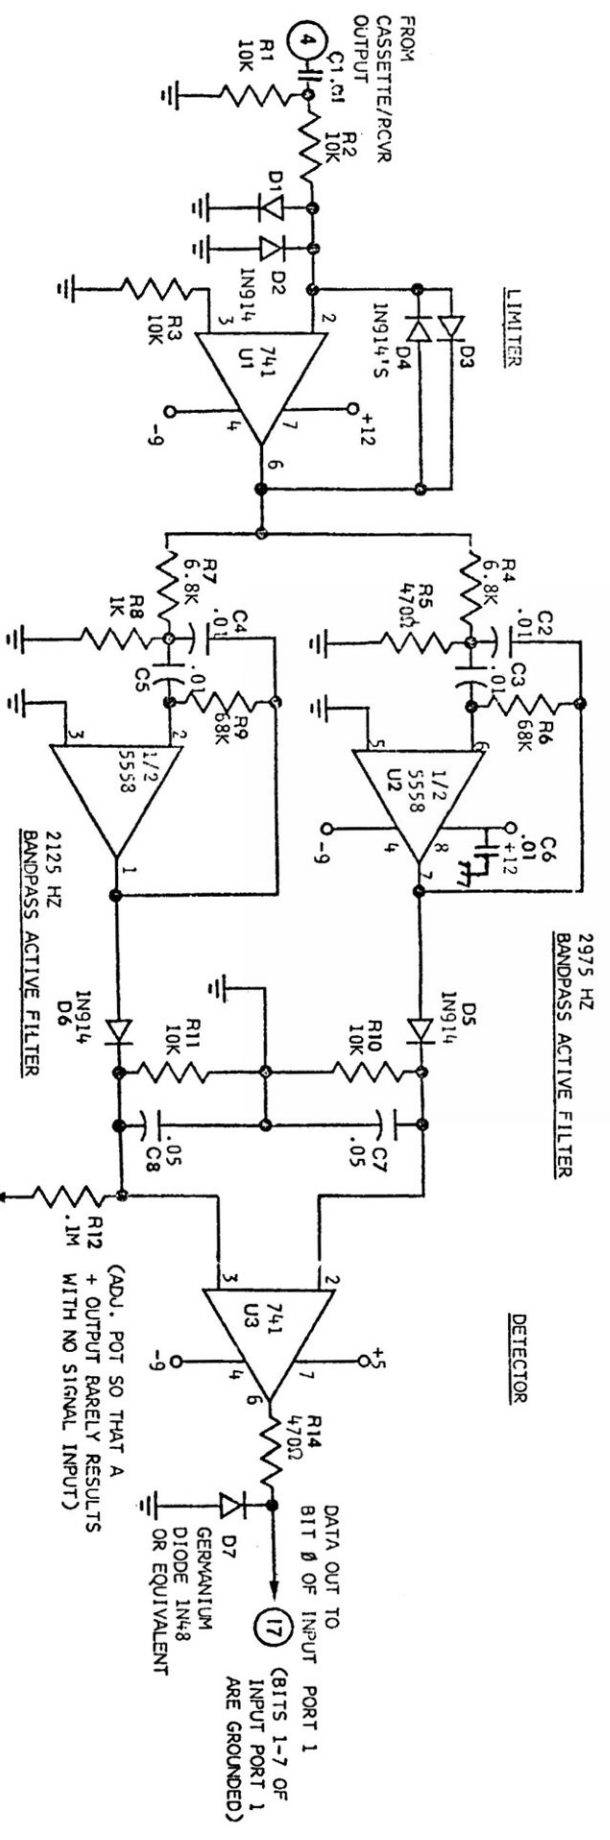 FROM
CASSETTE/RCVR
OUTPUT
4
C1 .01
R1
10K
R2
10K
D1
D2
1N914
R3
10K
2
3
741
U1
7
4
6
+12
-9
LIMITER
D3
D4
1N914'S
R4
6.8K
R5
470Ω
C2
.01
C3
.01
R6
68K
6
5
1/2
5558
U2
8
4
7
C6
.01
+12
-9
2975 HZ
BANDPASS ACTIVE FILTER
R7
6.8K
R8
1K
C4
.01
C5
.01
R9
68K
2
3
1/2
5558
1
2125 HZ
BANDPASS ACTIVE FILTER
D5
1N914
1N914
D6
R10
10K
R11
10K
C7
.05
C8
.05
R12
.1M
(ADJ. POT SO THAT A
+ OUTPUT RARELY RESULTS
WITH NO SIGNAL INPUT)
DETECTOR
2
3
741
U3
7
4
6
+5
-9
R14
470Ω
D7
GERMANIUM
DIODE 1N48
OR EQUIVALENT
DATA OUT TO
BIT Ø OF INPUT PORT 1
17
(BITS 1-7 OF
INPUT PORT 1
ARE GROUNDED)